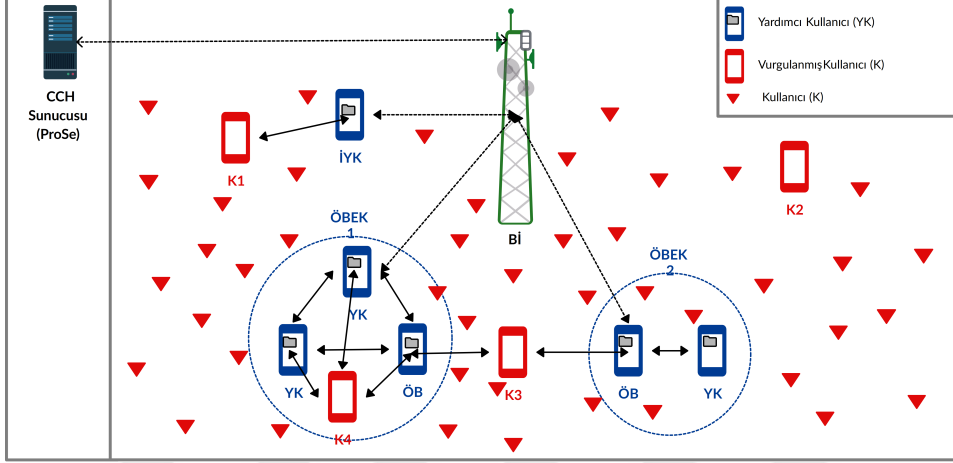 Yardımcı Kullanıcı (YK)
VurgulanmışKullanıcı (K)
Kullanıcı (K)
CCH
Sunucusu
(ProSe)
K1
İYK
K2
Bİ
ÖBEK
1
ÖBEK
2
YK
YK
ÖB
K3
ÖB
YK
K4